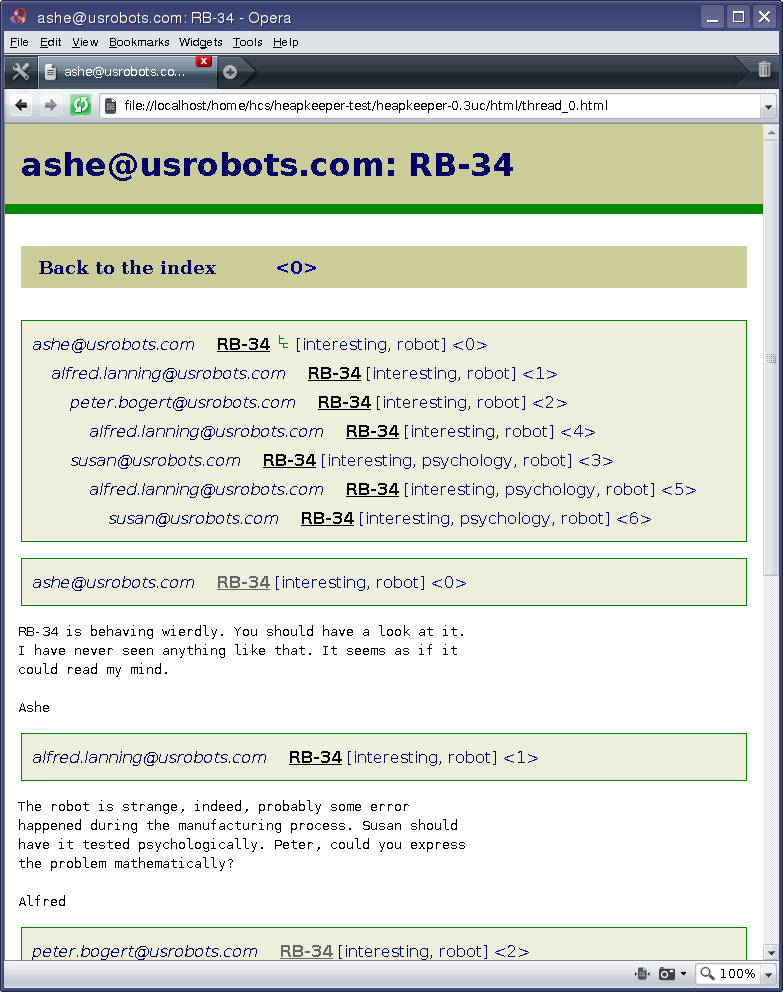 ashe@usrobots.com: RB-34 - Opera
File Edit View Bookmarks Widgets Tools Help
ashe@usrobots.co...
file://localhost/home/hcs/heapkeeper-test/heapkeeper-0.3uc/html/thread_0.html
ashe@usrobots.com: RB-34
Back to the index <0>
ashe@usrobots.com RB-34 [interesting, robot] <0>
alfred.lanning@usrobots.com RB-34 [interesting, robot] <1>
peter.bogert@usrobots.com RB-34 [interesting, robot] <2>
alfred.lanning@usrobots.com RB-34 [interesting, robot] <4>
susan@usrobots.com RB-34 [interesting, psychology, robot] <3>
alfred.lanning@usrobots.com RB-34 [interesting, psychology, robot] <5>
susan@usrobots.com RB-34 [interesting, psychology, robot] <6>
ashe@usrobots.com RB-34 [interesting, robot] <0>
RB-34 is behaving wierdly. You should have a look at it.
I have never seen anything like that. It seems as if it
could read my mind.
Ashe
alfred.lanning@usrobots.com RB-34 [interesting, robot] <1>
The robot is strange, indeed, probably some error
happened during the manufacturing process. Susan should
have it tested psychologically. Peter, could you express
the problem mathematically?
Alfred
peter.bogert@usrobots.com RB-34 [interesting, robot] <2>
100%